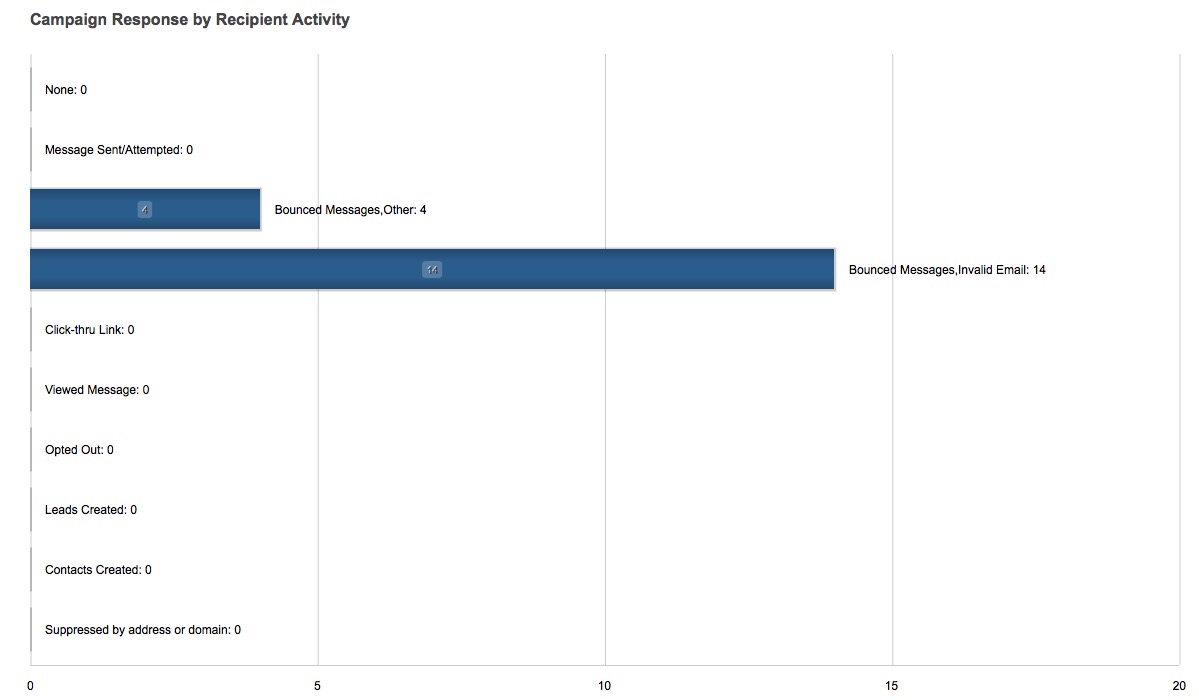 Campaign Response by Recipient Activity
None: 0
Message Sent/Attempted: 0
4
Bounced Messages,Other: 4
14
Bounced Messages,Invalid Email: 14
Click-thru Link: 0
Viewed Message: 0
Opted Out: 0
Leads Created: 0
Contacts Created: 0
Suppressed by address or domain: 0
0 5 10 15 20